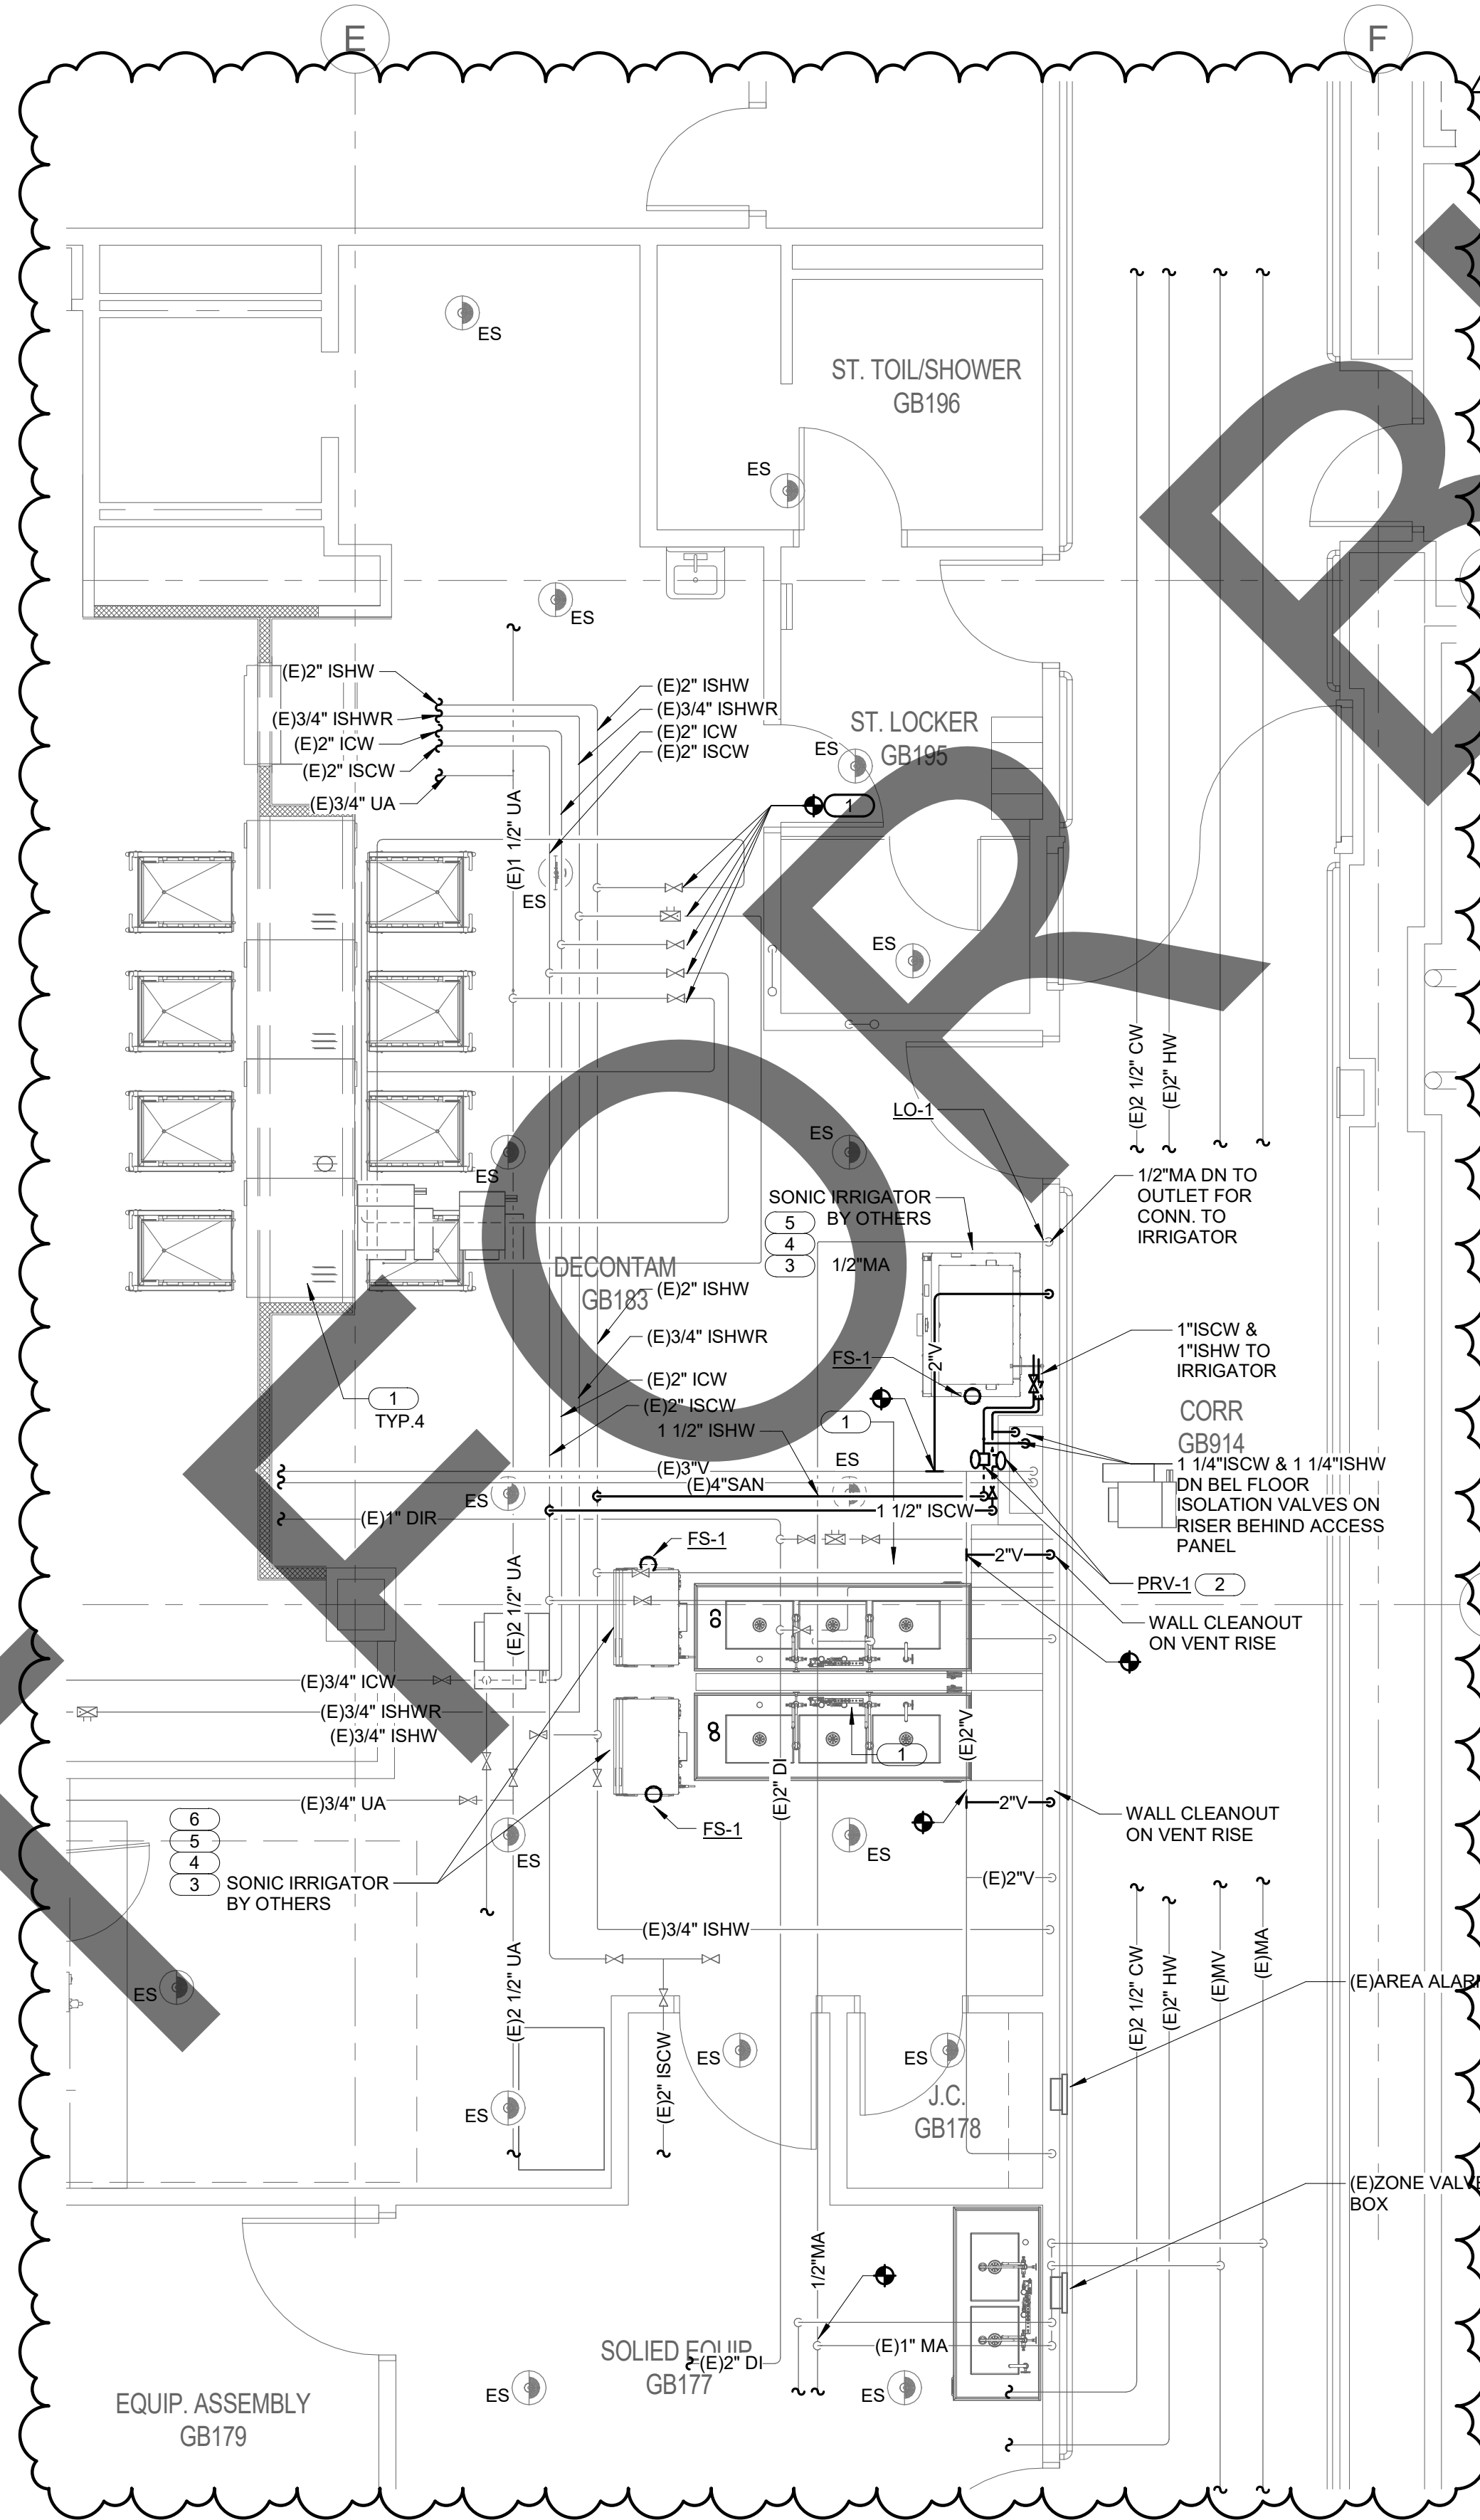 E
F
ES
ST. TOIL/SHOWER
GB196
ES
ES
(E)2" ISHW
(E)3/4" ISHWR
(E)2" ICW
(E)2" ISCW
(E)3/4" UA
(E)1 1/2" UA
(E)2" ISHW
(E)3/4" ISHWR
(E)2" ICW
(E)2" ISCW
ST. LOCKER
GB195
ES
1
ES
ES
(E)2 1/2" CW
(E)2" HW
LO-1
ES
ES
1/2"MA DN TO
OUTLET FOR
CONN. TO
IRRIGATOR
SONIC IRRIGATOR
BY OTHERS
5
4
3
1/2"MA
DECONTAM
GB183
(E)2" ISHW
(E)3/4" ISHWR
(E)2" ICW
(E)2" ISCW
1 1/2" ISHW
FS-1
2"V
1"ISCW &
1"ISHW TO
IRRIGATOR
1
TYP.4
1
CORR
GB914
1 1/4"ISCW & 1 1/4"ISHW
DN BEL FLOOR
ISOLATION VALVES ON
RISER BEHIND ACCESS
PANEL
(E)3"V
(E)4"SAN
ES
ES
1 1/2" ISCW
(E)1" DIR
FS-1
2"V
PRV-1
2
WALL CLEANOUT
ON VENT RISE
(E)2 1/2" UA
(E)3/4" ICW
(E)3/4" ISHWR
(E)3/4" ISHW
(E)2"V
1
(E)2" DI
(E)3/4" UA
2"V
WALL CLEANOUT
ON VENT RISE
FS-1
6
5
4
3
SONIC IRRIGATOR
BY OTHERS
ES
ES
(E)2"V
(E)3/4" ISHW
(E)2 1/2" UA
(E)2 1/2" CW
(E)2" HW
(E)MV
(E)MA
(E)AREA ALARM
ES
(E)2" ISCW
ES
ES
ES
J.C.
GB178
(E)ZONE VALVE
BOX
1/2"MA
(E)1" MA
SOLIED EQUIP
GB177
(E)2" DI
ES
ES
EQUIP. ASSEMBLY
GB179